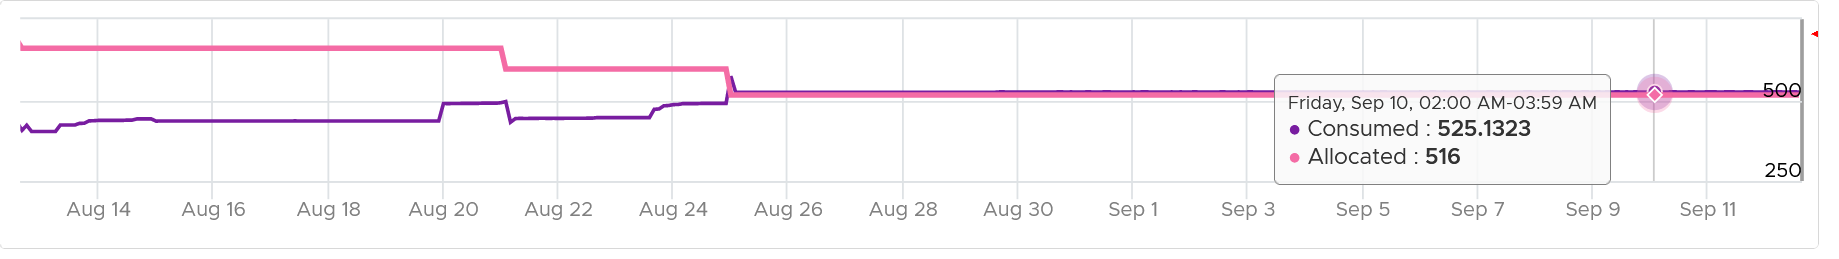 Friday, Sep 10, 02:00 AM-03:59 AM
Consumed : 525.1323
Allocated : 516
500
250
Aug 14 Aug 16 Aug 18 Aug 20 Aug 22 Aug 24 Aug 26 Aug 28 Aug 30 Sep 1 Sep 3 Sep 5 Sep 7 Sep 9 Sep 11